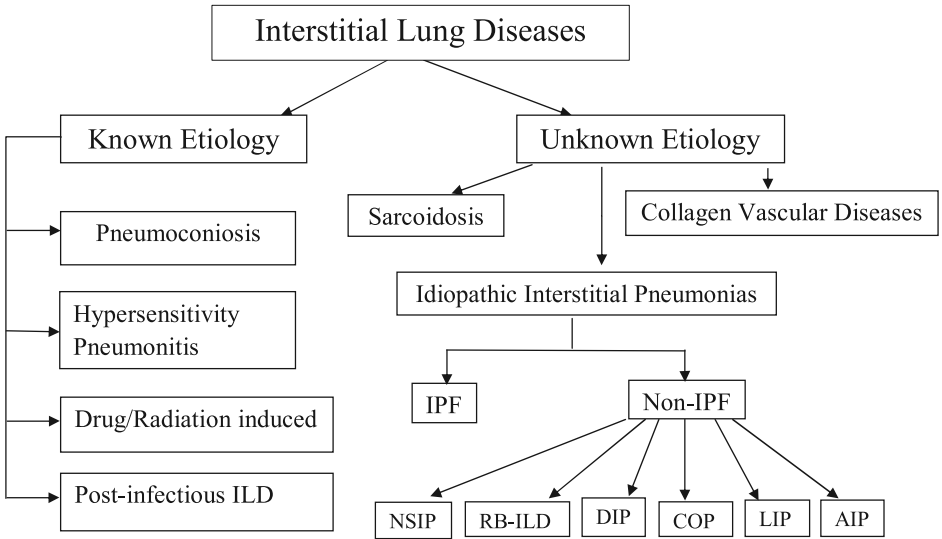 Interstitial Lung Diseases
Known Etiology
Unknown Etiology
Pneumoconiosis
Hypersensitivity
Pneumonitis
Drug/Radiation induced
Post-infectious ILD
Sarcoidosis
Collagen Vascular Diseases
Idiopathic Interstitial Pneumonias
IPF
Non-IPF
NSIP
RB-ILD
DIP
COP
LIP
AIP